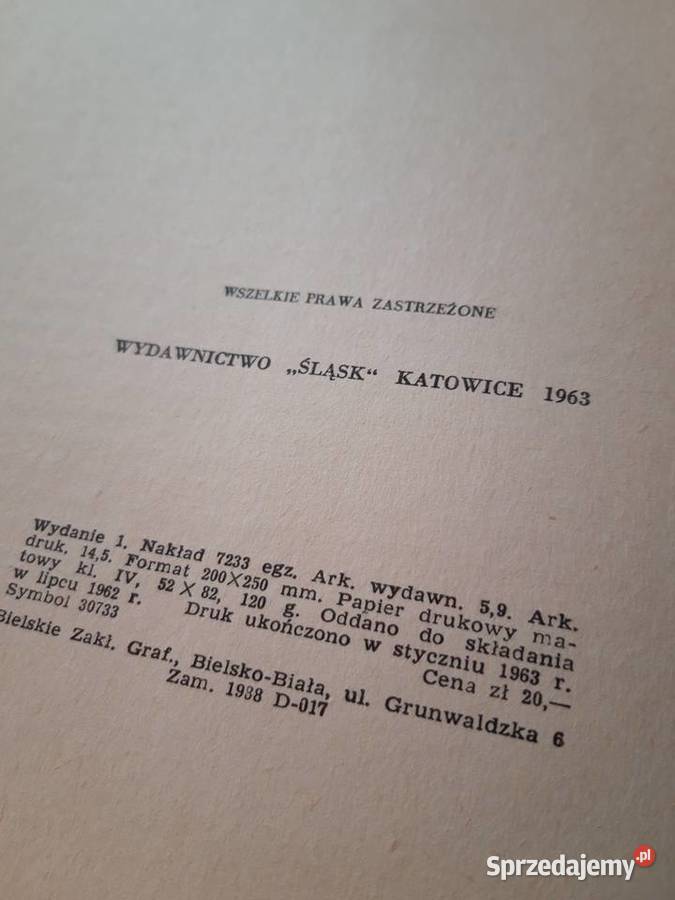 WSZELKIE PRAWA ZASTRZEŻONE
WYDAWNICTWO „ŚLĄSK“ KATOWICE 1963
Wydanie 1. Nakład 7233 egz. Ark. wydawn. 5,9. Ark.
druk. 14,5. Format 200×250 mm. Papier drukowy ma-
towy kl. IV, 52 × 82, 120 g. Oddano do składania
w lipcu 1962 r. Druk ukończono w styczniu 1963 r.
Symbol 30733 Cena zł 20,—
Bielskie Zakł. Graf., Bielsko-Biała, ul. Grunwaldzka 6
Zam. 1938 D-017
Sprzedajemy.pl